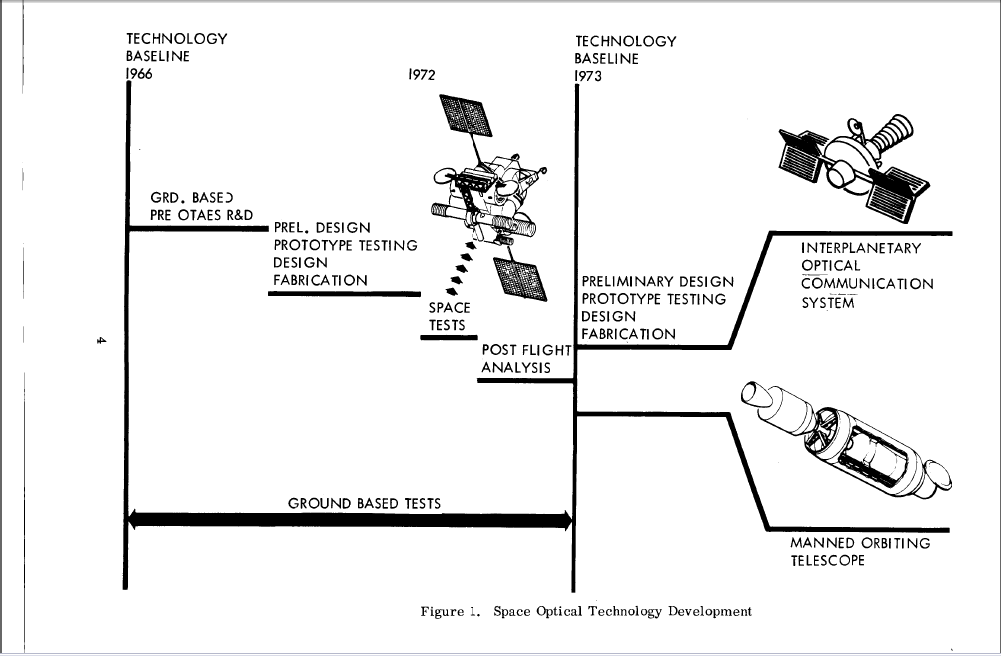 TECHNOLOGY
BASELINE
1966
1972
TECHNOLOGY
BASELINE
1973
GRD. BASED
PRE OTAES R&D
PREL. DESIGN
PROTOTYPE TESTING
DESIGN
FABRICATION
SPACE
TESTS
POST FLIGHT
ANALYSIS
PRELIMINARY DESIGN
PROTOTYPE TESTING
DESIGN
FABRICATION
INTERPLANETARY
OPTICAL
COMMUNICATION
SYSTEM
4
GROUND BASED TESTS
MANNED ORBITING
TELESCOPE
Figure 1. Space Optical Technology Development